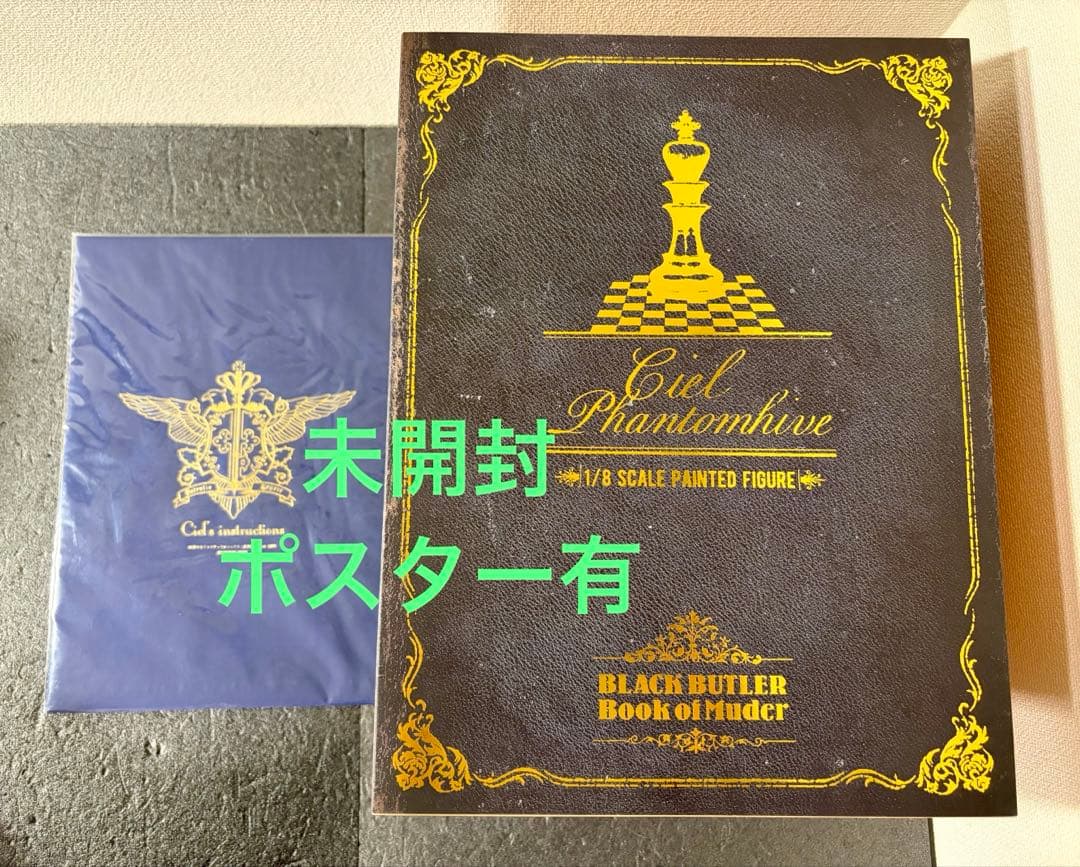 Ciel
Phantomhive
1/8 SCALE PAINTED FIGURE
BLACK BUTLER
Book of Muder
Ciel's instructions
未開封
ポスター有